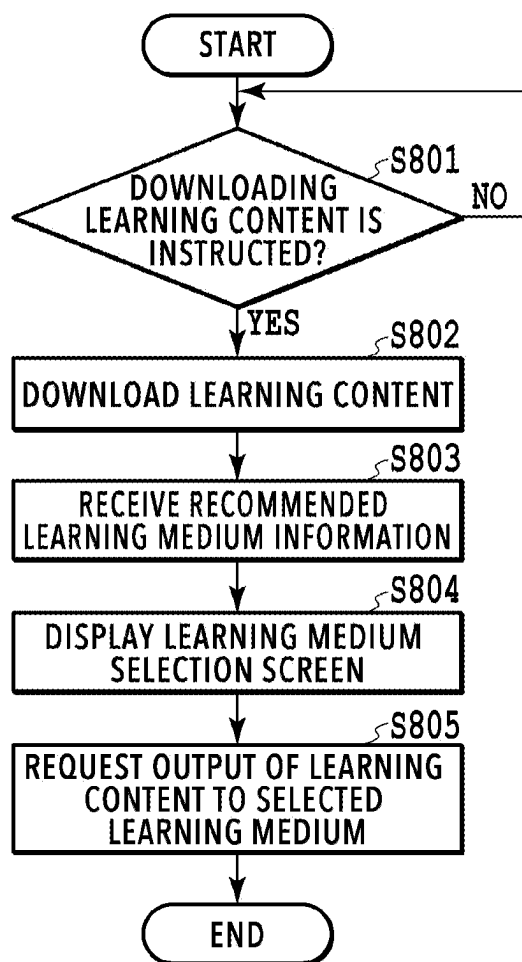 START
S801
DOWNLOADING
LEARNING CONTENT IS
INSTRUCTED?
NO
YES
S802
DOWNLOAD LEARNING CONTENT
S803
RECEIVE RECOMMENDED
LEARNING MEDIUM INFORMATION
S804
DISPLAY LEARNING MEDIUM
SELECTION SCREEN
S805
REQUEST OUTPUT OF LEARNING
CONTENT TO SELECTED
LEARNING MEDIUM
END